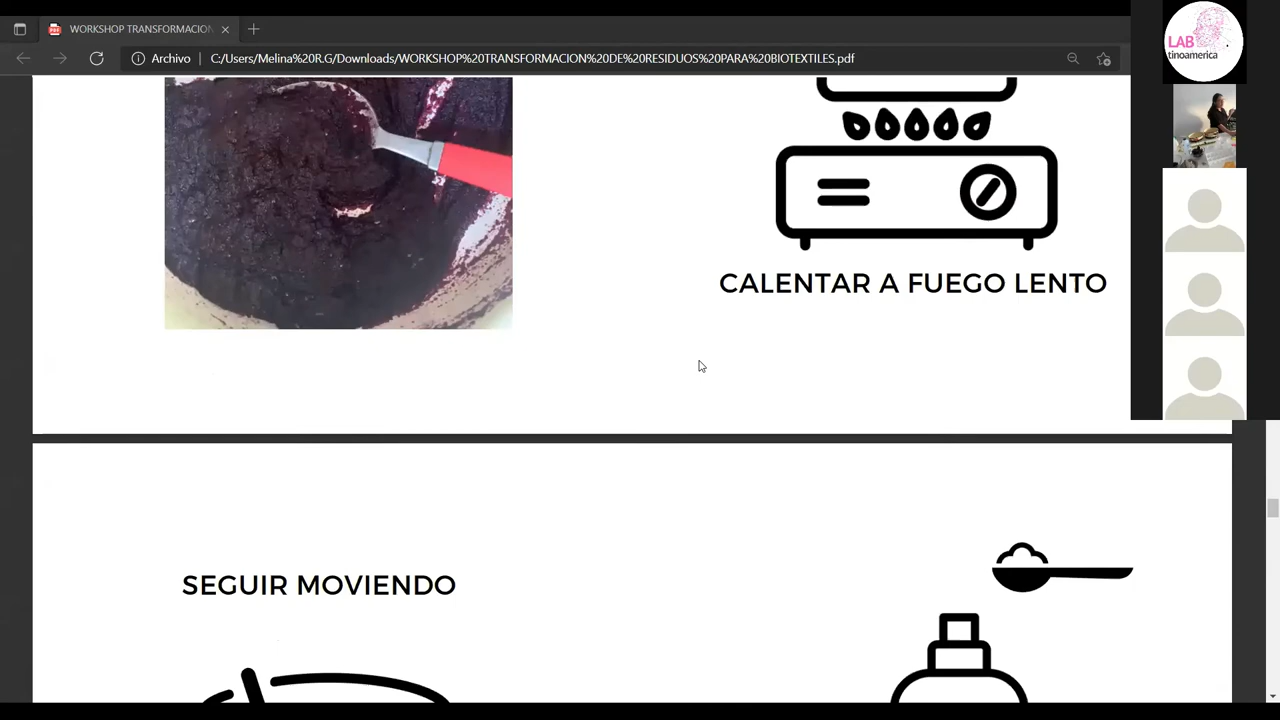 WORKSHOP TRANSFORMACION
Archivo
C:/Users/Melina%20R.G/Downloads/WORKSHOP%20TRANSFORMACION%20DE%20RESIDUOS%20PARA%20BIOTEXTILES.pdf
LAB
tinoamerica
CALENTAR A FUEGO LENTO
SEGUIR MOVIENDO